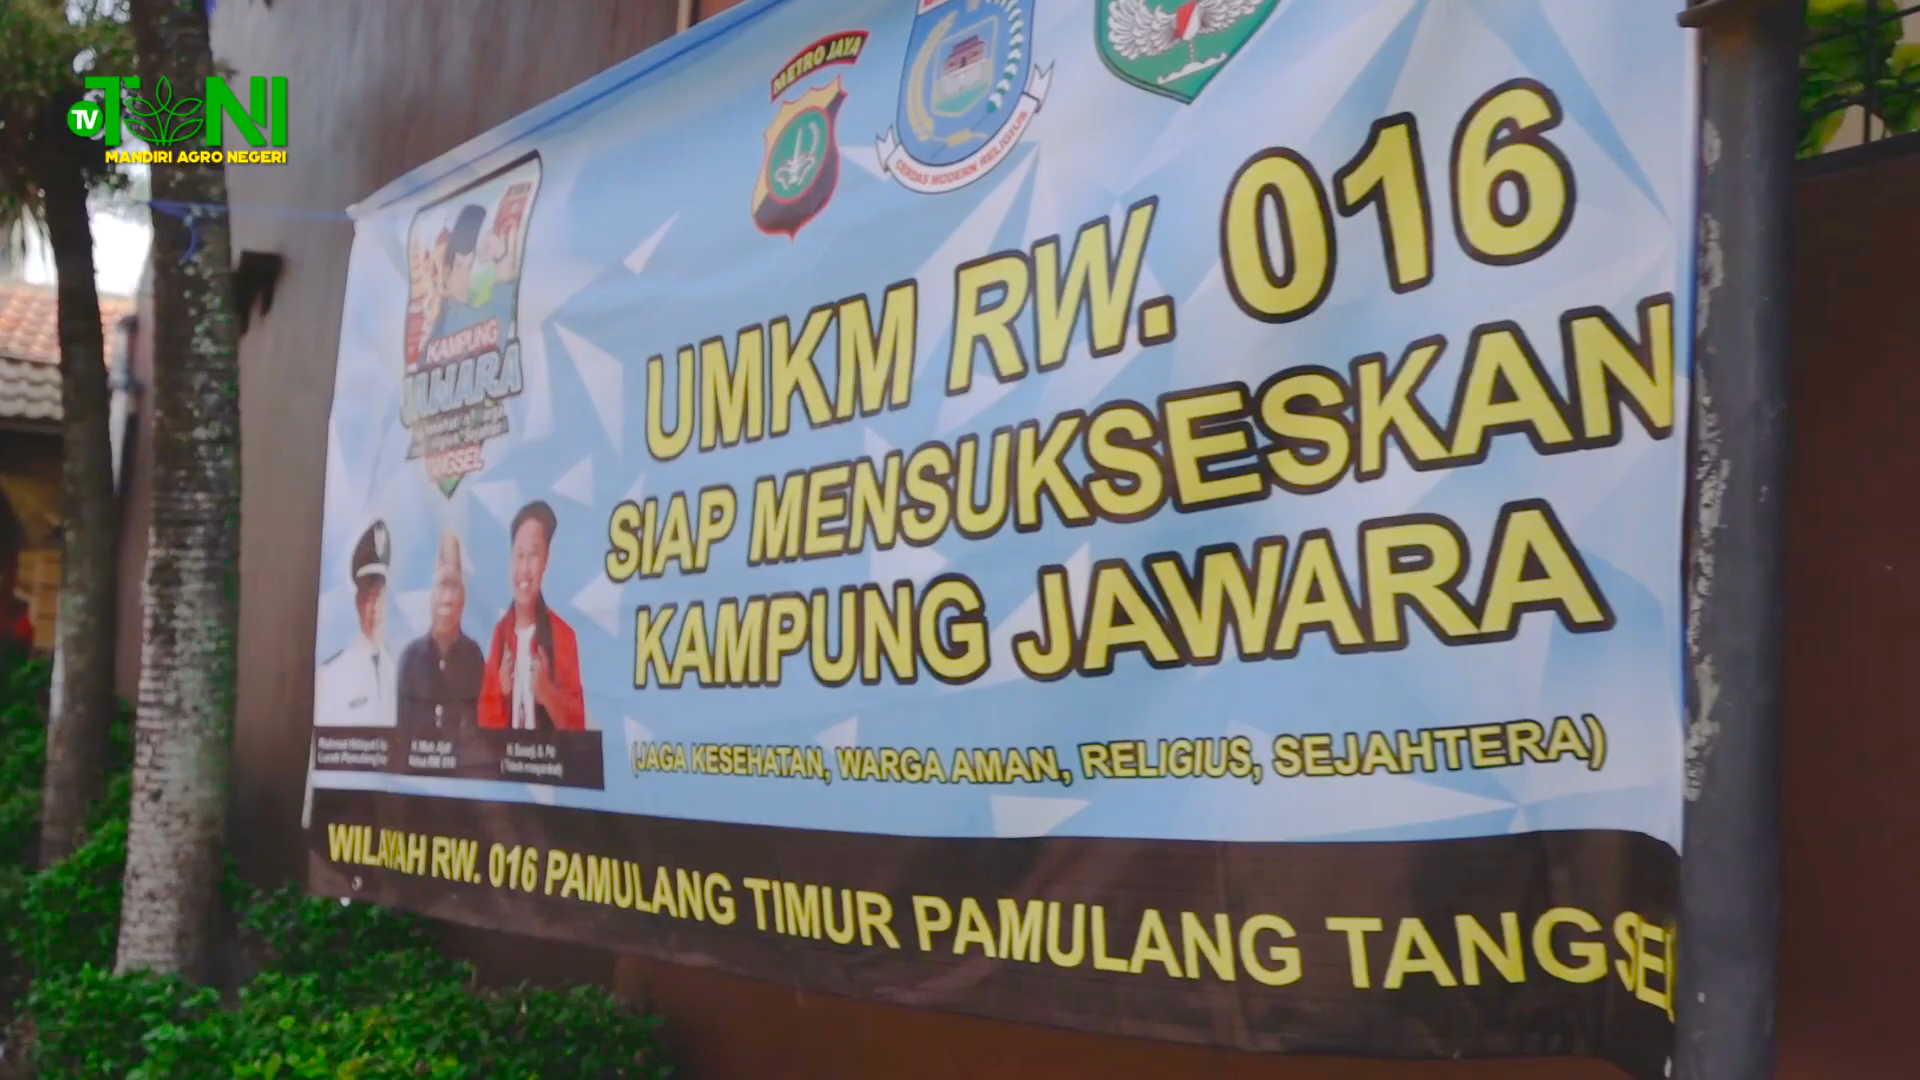 TV TANI
MANDIRI AGRO NEGERI
METRO JAYA
CERDAS MODERN RELIGIUS
KAMPUNG
JAWARA
TANGSEL
UMKM RW. 016
SIAP MENSUKSESKAN
KAMPUNG JAWARA
(JAGA KESEHATAN, WARGA AMAN, RELIGIUS, SEJAHTERA)
WILAYAH RW. 016 PAMULANG TIMUR PAMULANG TANGSEL